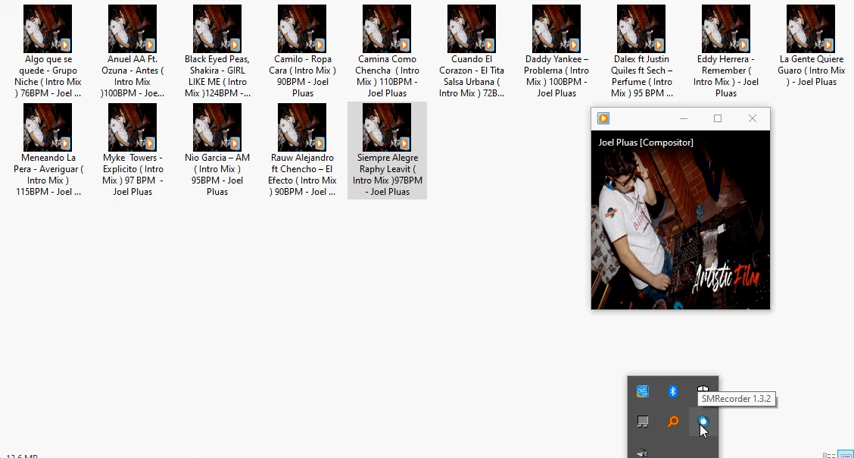 Algo que se
quede - Grupo
Niche ( Intro Mix
) 76BPM - Joel ...
Anuel AA Ft.
Ozuna - Antes (
Intro Mix
)100BPM - Joe...
Black Eyed Peas,
Shakira - GIRL
LIKE ME ( Intro
Mix )124BPM -...
Camilo - Ropa
Cara ( Intro Mix )
90BPM - Joel
Pluas
Camina Como
Chencha ( Intro
Mix ) 110BPM -
Joel Pluas
Cuando El
Corazon - El Tita
Salsa Urbana (
Intro Mix ) 72B...
Daddy Yankee –
Problema ( Intro
Mix ) 100BPM -
Joel Pluas
Dalex ft Justin
Quiles ft Sech –
Perfume ( Intro
Mix ) 95 BPM ...
Eddy Herrera -
Remember (
Intro Mix ) - Joel
Pluas
La Gente Quiere
Guaro ( Intro Mix
) - Joel Pluas
Meneando La
Pera - Averiguar (
Intro Mix )
115BPM - Joel ...
Myke Towers -
Explicito ( Intro
Mix ) 97 BPM -
Joel Pluas
Nio Garcia – AM
( Intro Mix )
95BPM - Joel
Pluas
Rauw Alejandro
ft Chencho – El
Efecto ( Intro Mix
) 90BPM - Joel ...
Siempre Alegre
Raphy Leavit (
Intro Mix )97BPM
- Joel Pluas
Joel Pluas [Compositor]
Artistic Film
SMRecorder 1.3.2
13,6 MB